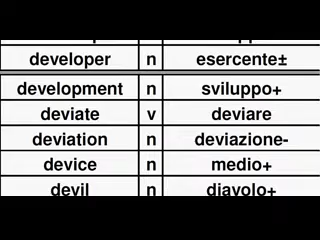 developer n esercente±
development n sviluppo+
deviate v deviare
deviation n deviazione-
device n medio+
devil n diavolo+